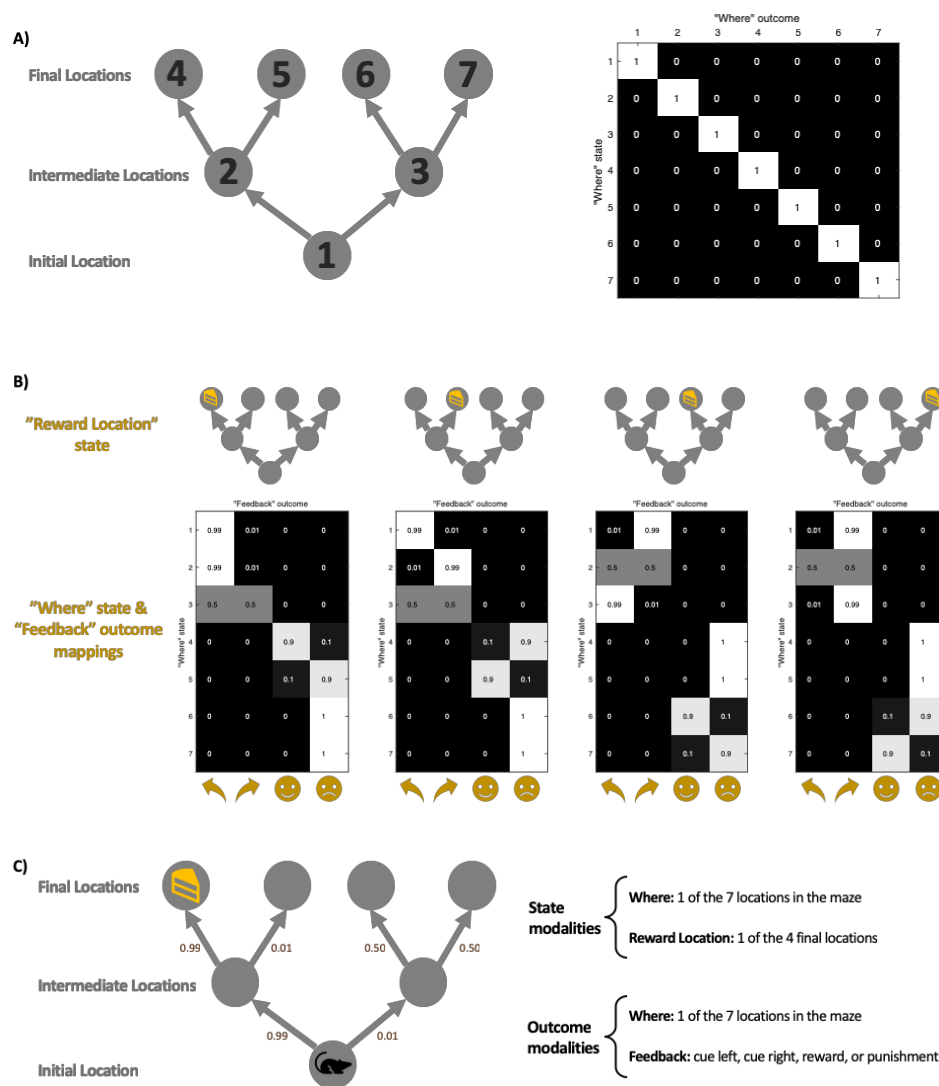 A)
Final Locations
4 5 6 7
Intermediate Locations
2 3
1
Initial Location
"Where" outcome
1 2 3 4 5 6 7
"Where" state
1 1 0 0 0 0 0 0
2 0 1 0 0 0 0 0
3 0 0 1 0 0 0 0
4 0 0 0 1 0 0 0
5 0 0 0 0 1 0 0
6 0 0 0 0 0 1 0
7 0 0 0 0 0 0 1
B)
"Reward Location"
state
"Where" state &
"Feedback" outcome
mappings
"Feedback" outcome
"Where" state
1 0.99 0.01 0 0
2 0.99 0.01 0 0
3 0.5 0.5 0 0
4 0 0 0.9 0.1
5 0 0 0.1 0.9
6 0 0 0 1
7 0 0 0 1
"Feedback" outcome
"Where" state
1 0.99 0.01 0 0
2 0.01 0.99 0 0
3 0.5 0.5 0 0
4 0 0 0.1 0.9
5 0 0 0.9 0.1
6 0 0 0 1
7 0 0 0 1
"Feedback" outcome
"Where" state
1 0.01 0.99 0 0
2 0.5 0.5 0 0
3 0.99 0.01 0 0
4 0 0 0 1
5 0 0 0 1
6 0 0 0.9 0.1
7 0 0 0.1 0.9
"Feedback" outcome
"Where" state
1 0.01 0.99 0 0
2 0.5 0.5 0 0
3 0.01 0.99 0 0
4 0 0 0 1
5 0 0 0 1
6 0 0 0.1 0.9
7 0 0 0.9 0.1
C)
Final Locations
0.99 0.01 0.50 0.50
Intermediate Locations
0.99 0.01
Initial Location
State
modalities
Where: 1 of the 7 locations in the maze
Reward Location: 1 of the 4 final locations
Outcome
modalities
Where: 1 of the 7 locations in the maze
Feedback: cue left, cue right, reward, or punishment